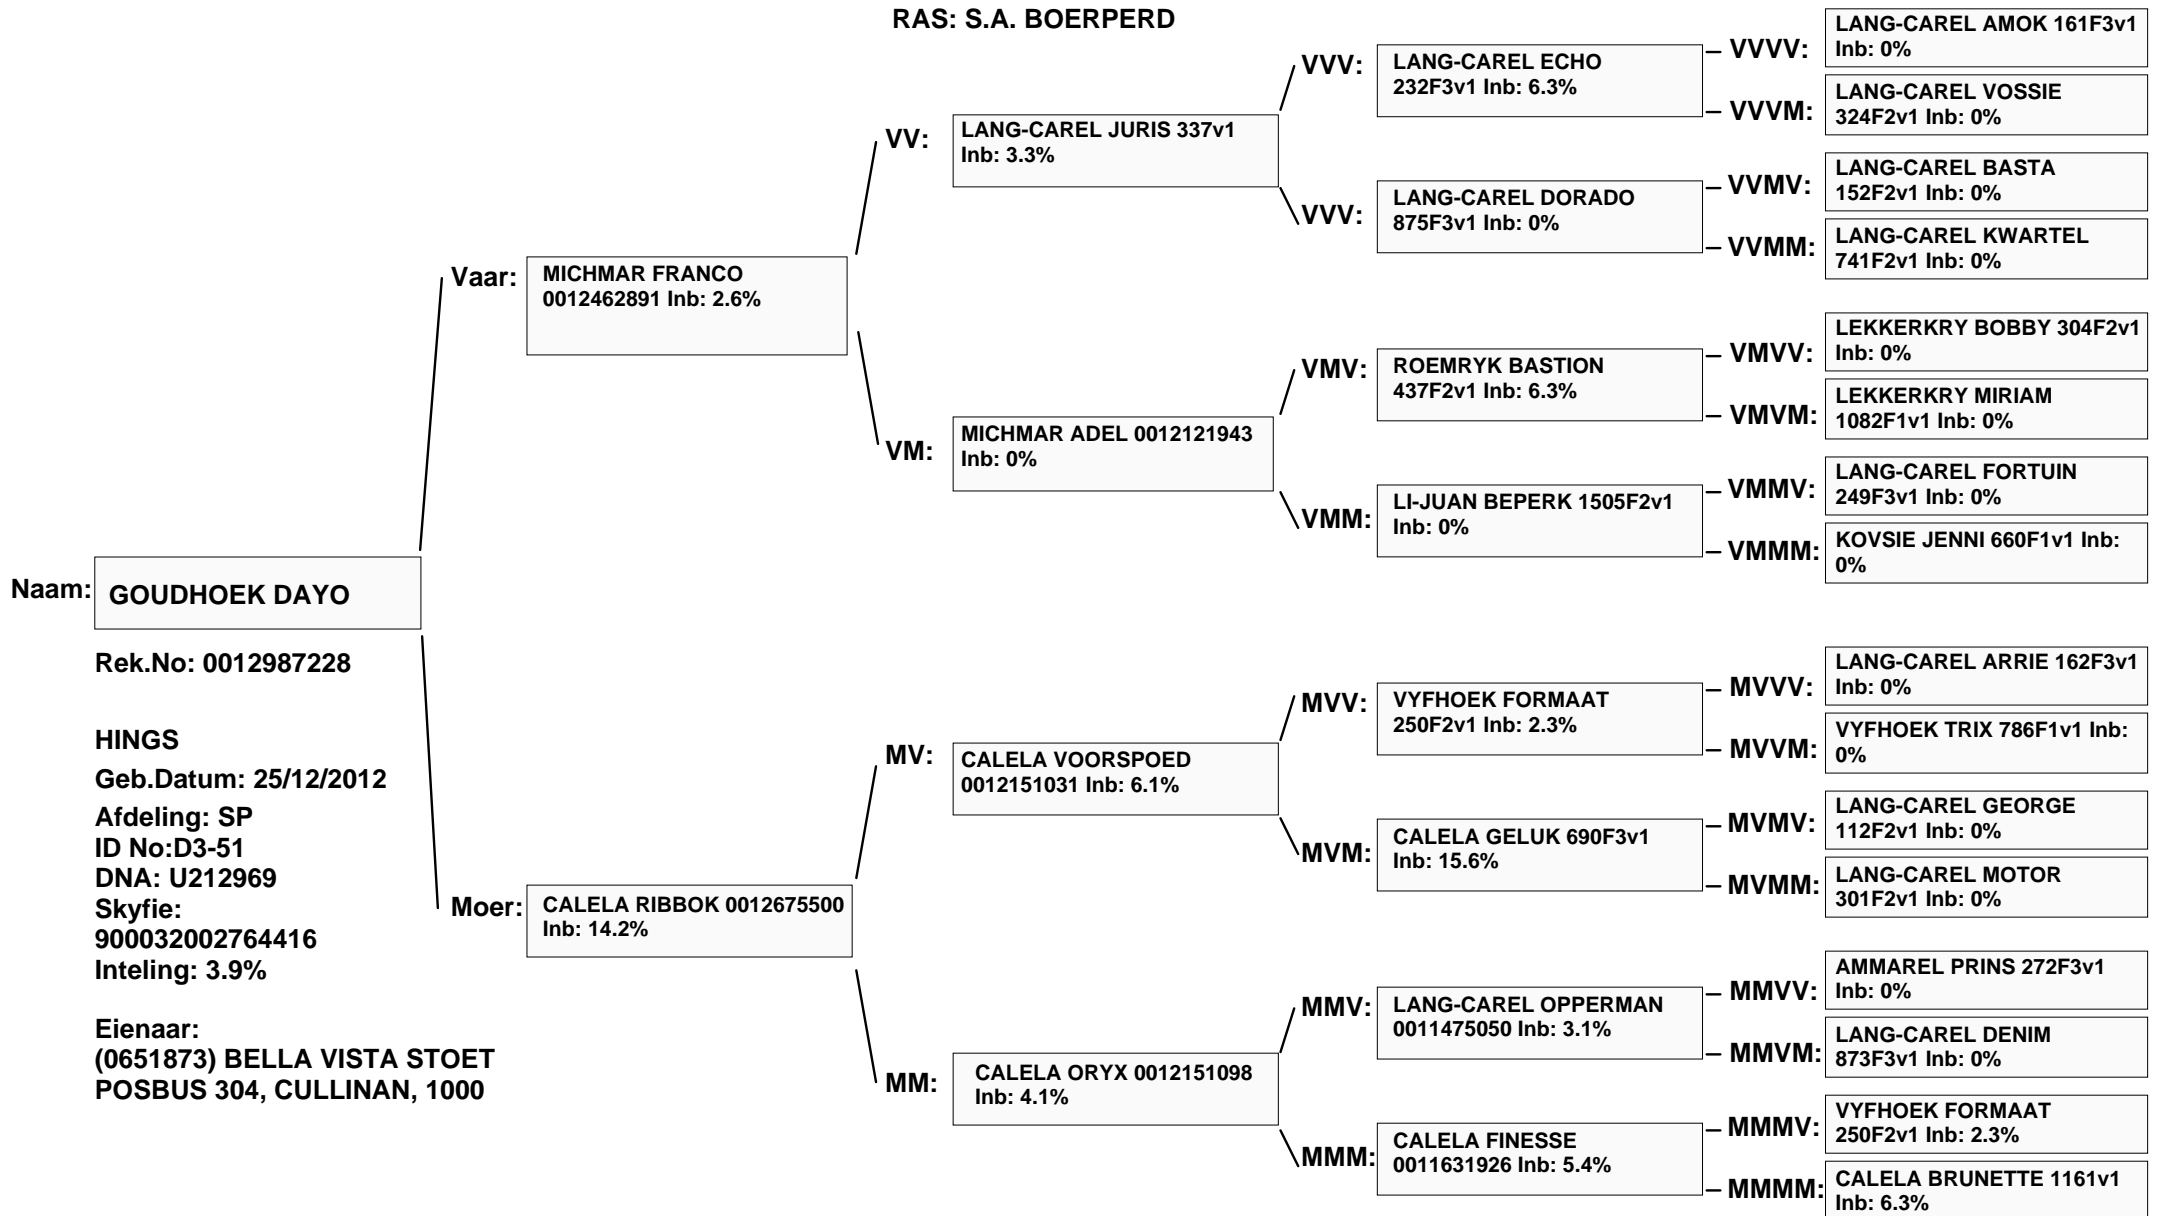 RAS: S.A. BOERPERD
Naam:
GOUDHOEK DAYO
Rek.No: 0012987228
HINGS
Geb.Datum: 25/12/2012
Afdeling: SP
ID No:D3-51
DNA: U212969
Skyfie:
900032002764416
Inteling: 3.9%
Eienaar:
(0651873) BELLA VISTA STOET
POSBUS 304, CULLINAN, 1000
Vaar:
MICHMAR FRANCO
0012462891 Inb: 2.6%
Moer:
CALELA RIBBOK 0012675500
Inb: 14.2%
VV:
LANG-CAREL JURIS 337v1
Inb: 3.3%
VM:
MICHMAR ADEL 0012121943
Inb: 0%
MV:
CALELA VOORSPOED
0012151031 Inb: 6.1%
MM:
CALELA ORYX 0012151098
Inb: 4.1%
VVV:
LANG-CAREL ECHO
232F3v1 Inb: 6.3%
VVV:
LANG-CAREL DORADO
875F3v1 Inb: 0%
VMV:
ROEMRYK BASTION
437F2v1 Inb: 6.3%
VMM:
LI-JUAN BEPERK 1505F2v1
Inb: 0%
MVV:
VYFHOEK FORMAAT
250F2v1 Inb: 2.3%
MVM:
CALELA GELUK 690F3v1
Inb: 15.6%
MMV:
LANG-CAREL OPPERMAN
0011475050 Inb: 3.1%
MMM:
CALELA FINESSE
0011631926 Inb: 5.4%
VVVV:
LANG-CAREL AMOK 161F3v1
Inb: 0%
VVVM:
LANG-CAREL VOSSIE
324F2v1 Inb: 0%
VVMV:
LANG-CAREL BASTA
152F2v1 Inb: 0%
VVMM:
LANG-CAREL KWARTEL
741F2v1 Inb: 0%
VMVV:
LEKKERKRY BOBBY 304F2v1
Inb: 0%
VMVM:
LEKKERKRY MIRIAM
1082F1v1 Inb: 0%
VMMV:
LANG-CAREL FORTUIN
249F3v1 Inb: 0%
VMMM:
KOVSIE JENNI 660F1v1 Inb:
0%
MVVV:
LANG-CAREL ARRIE 162F3v1
Inb: 0%
MVVM:
VYFHOEK TRIX 786F1v1 Inb:
0%
MVMV:
LANG-CAREL GEORGE
112F2v1 Inb: 0%
MVMM:
LANG-CAREL MOTOR
301F2v1 Inb: 0%
MMVV:
AMMAREL PRINS 272F3v1
Inb: 0%
MMVM:
LANG-CAREL DENIM
873F3v1 Inb: 0%
MMMV:
VYFHOEK FORMAAT
250F2v1 Inb: 2.3%
MMMM:
CALELA BRUNETTE 1161v1
Inb: 6.3%